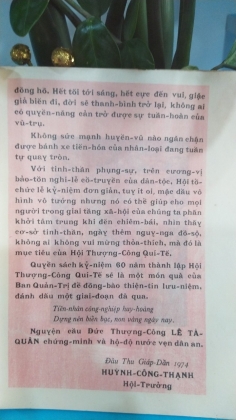 đông hồ. Hết tối tới sáng, hết cực đến vui, giặc
giả biến đi, đời sẽ thanh-bình trở lại, không ai
có quyền-năng cản trở được sự tuần-hoàn của
vũ-trụ.
Không sức mạnh huyên-vũ nào ngăn chận
được bánh xe tiến-hóa của nhân-loại đang tuần
tự quay tròn.
Với tinh-thần phụng-sự, trên cương-vị
bảo-tồn nghi-lễ cổ-truyền của dân-tộc, Hội tổ-
chức lễ kỷ-niệm đơn giản, tuy ít oi, mặc dầu vô
hình vô tướng nhưng nó có thể giúp cho mọi
người trong giai tầng xã-hội của chúng ta phấn
khởi tâm trung khi đến chiêm-bái, nhìn thấy
cơ-sở tinh-thần, ngày thêm nguy-nga đồ-sộ,
không ai không vui mừng thỏa-thích, mà đó là
mục tiêu của Hội Thượng-Công Quí-Tế.
Quyển sách kỷ-niệm 60 năm thành lập Hội
Thượng-Công Quí-Tế sẽ là một món quà của
Ban Quản-Trị để đồng-bào thiện-tín lưu-niệm,
đánh dấu một giai-đoạn đã qua.
Tiền-nhân công-nghiệp huy-hoàng
Dựng nên biển bạc, non vàng ngày nay.
Nguyện cầu Đức Thượng-Công LÊ TẢ-
QUÂN chứng-minh và hộ-độ nước ven dân an.
Đầu Thu Giáp-Dần 1974
HUỲNH-CÔNG-THẠNH
Hội-Trưởng